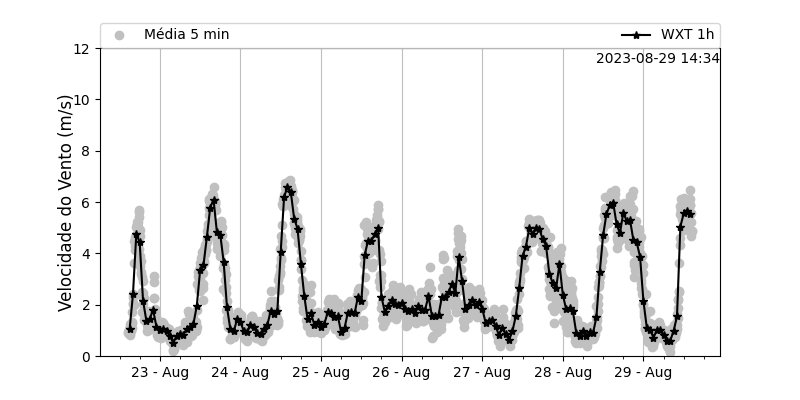 Média 5 min
WXT 1h
2023-08-29 14:34
Velocidade do Vento (m/s)
12
10
8
6
4
2
0
23 - Aug
24 - Aug
25 - Aug
26 - Aug
27 - Aug
28 - Aug
29 - Aug